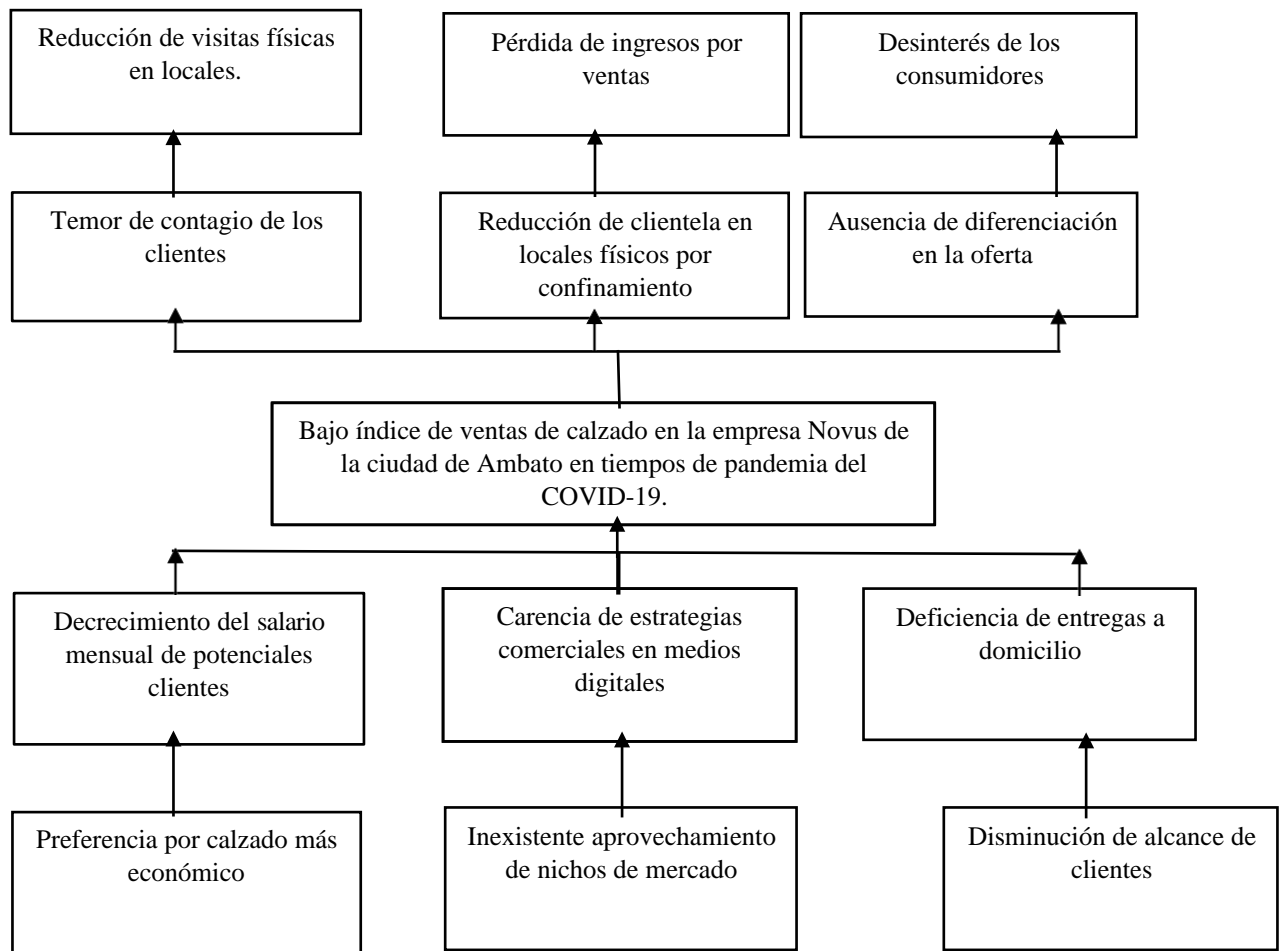 Reducción de visitas físicas
en locales.
Pérdida de ingresos por
ventas
Desinterés de los
consumidores
Temor de contagio de los
clientes
Reducción de clientela en
locales físicos por
confinamiento
Ausencia de diferenciación
en la oferta
Bajo índice de ventas de calzado en la empresa Novus de
la ciudad de Ambato en tiempos de pandemia del
COVID-19.
Decrecimiento del salario
mensual de potenciales
clientes
Carencia de estrategias
comerciales en medios
digitales
Deficiencia de entregas a
domicilio
Preferencia por calzado más
económico
Inexistente aprovechamiento
de nichos de mercado
Disminución de alcance de
clientes